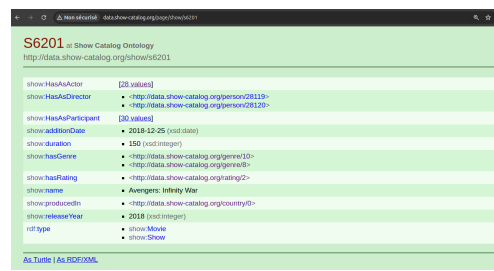 Non sécurisé data.show-catalog.org/page/show/s6201
S6201 at Show Catalog Ontology
http://data.show-catalog.org/show/s6201
show:HasAsActor [28 values]
show:HasAsDirector <http://data.show-catalog.org/person/28119>
<http://data.show-catalog.org/person/28120>
show:HasAsParticipant [30 values]
show:additionDate 2018-12-25 (xsd:date)
show:duration 150 (xsd:integer)
show:hasGenre <http://data.show-catalog.org/genre/10>
<http://data.show-catalog.org/genre/8>
show:hasRating <http://data.show-catalog.org/rating/2>
show:name Avengers: Infinity War
show:producedIn <http://data.show-catalog.org/country/0>
show:releaseYear 2018 (xsd:integer)
rdf:type show:Movie
show:Show
As Turtle | As RDF/XML